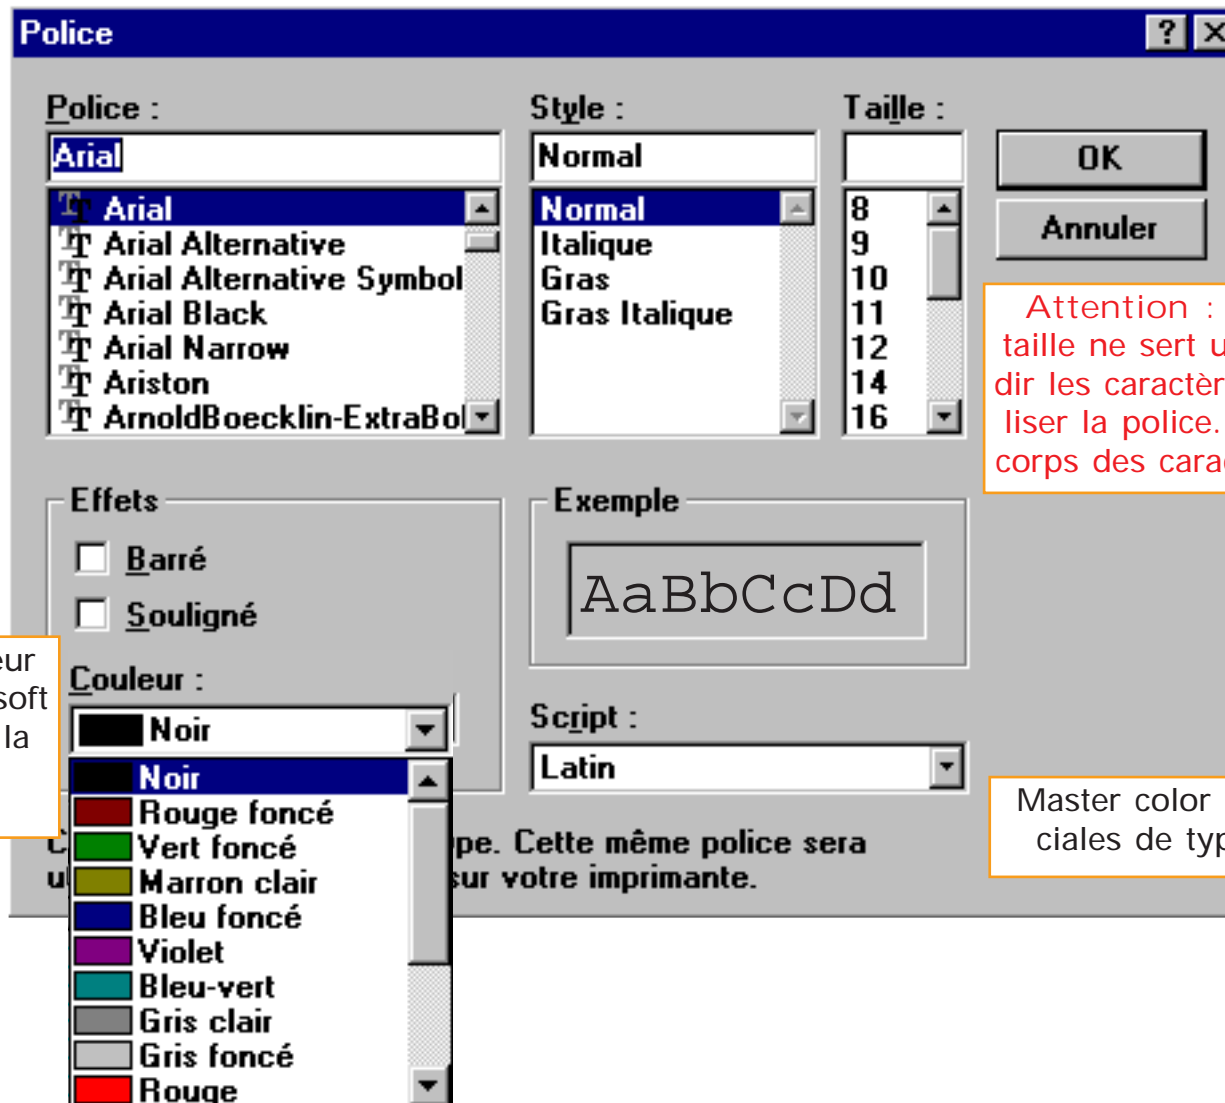 Police
Police :
Arial
Arial
Arial Alternative
Arial Alternative Symbol
Arial Black
Arial Narrow
Ariston
ArnoldBoecklin-ExtraBol
Style :
Normal
Normal
Italique
Gras
Gras Italique
Taille :
8
9
10
11
12
14
16
OK
Annuler
Attention :
taille ne sert u
dir les caractèr
liser la police.
corps des carac
Effets
Barré
Souligné
Exemple
AaBbCcDd
eur
soft
la
Couleur :
Noir
Noir
Rouge foncé
Vert foncé
Marron clair
Bleu foncé
Violet
Bleu-vert
Gris clair
Gris foncé
Rouge
Script :
Latin
Master color
ciales de typ
pe. Cette même police sera
sur votre imprimante.